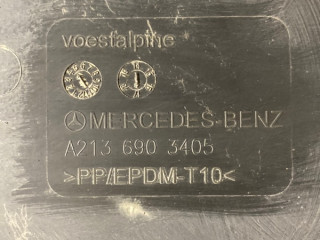 voestalpine
MERCEDES-BENZ
A213 690 3405
>PP/EPDM-T10<